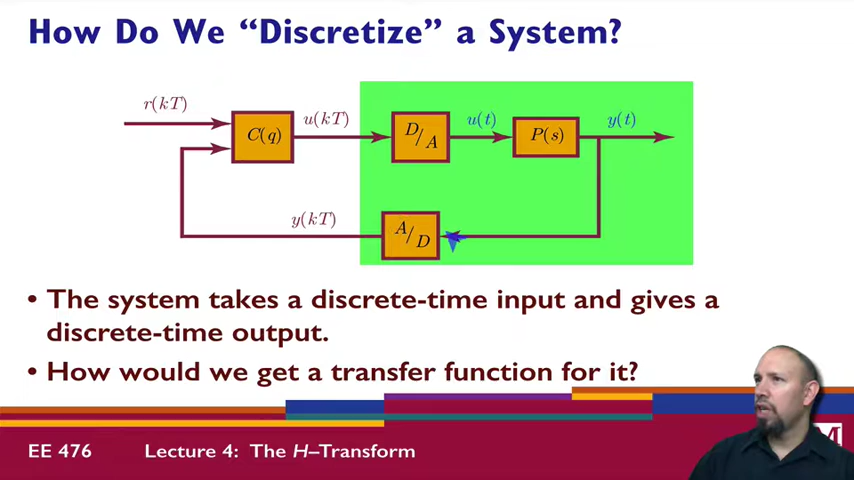 How Do We “Discretize” a System?
r(kT)
C(q)
u(kT)
D/A
u(t)
P(s)
y(t)
y(kT)
A/D
• The system takes a discrete-time input and gives a
discrete-time output.
• How would we get a transfer function for it?
EE 476 Lecture 4: The H–Transform